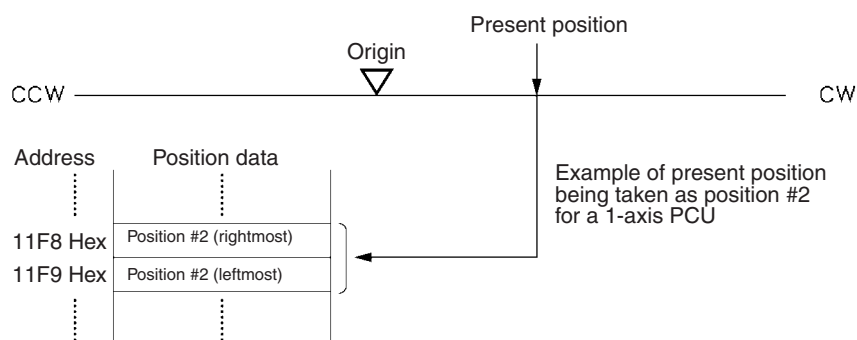 Present position
Origin
CCW
CW
Address
Position data
Example of present position
being taken as position #2
for a 1-axis PCU
11F8 Hex
Position #2 (rightmost)
11F9 Hex
Position #2 (leftmost)